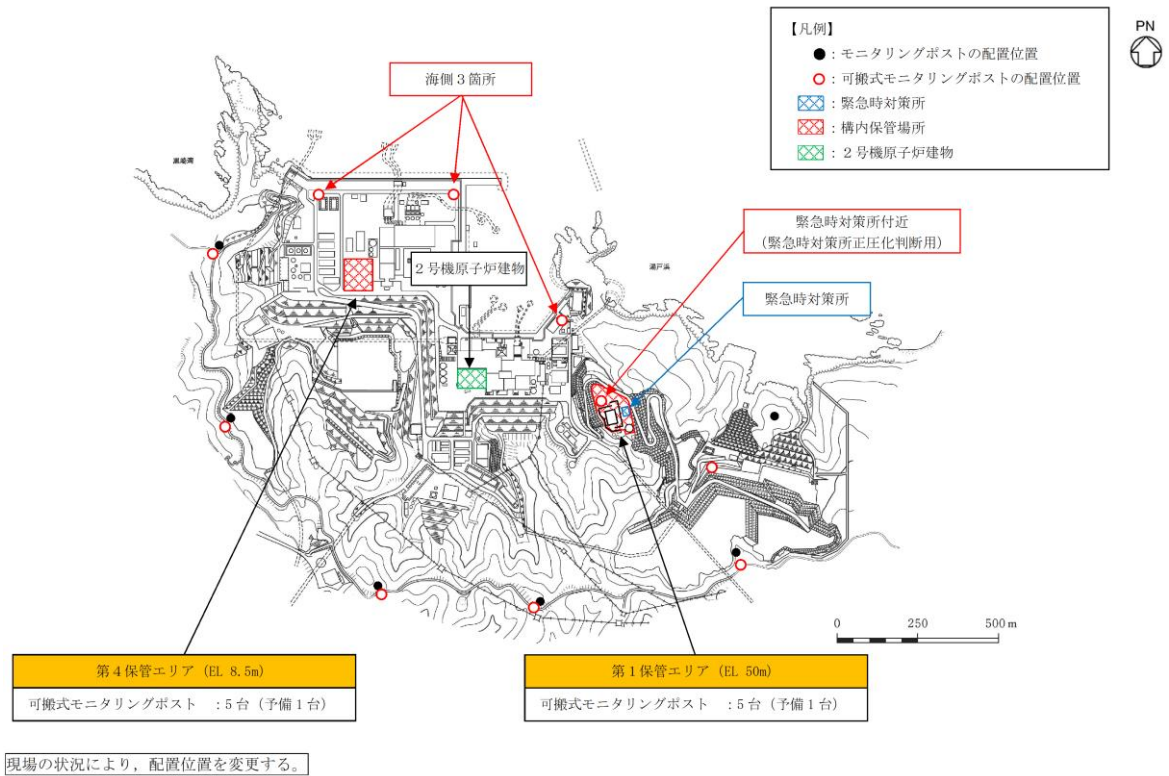 PN
【凡例】
●：モニタリングポストの配置位置
○：可搬式モニタリングポストの配置位置
：緊急時対策所
：構内保管場所
：２号機原子炉建物
海側３箇所
緊急時対策所付近
（緊急時対策所正圧化判断用）
２号機原子炉建物
緊急時対策所
0 250 500 m
第４保管エリア（EL 8.5m）
可搬式モニタリングポスト ：５台（予備１台）
第１保管エリア（EL 50m）
可搬式モニタリングポスト ：５台（予備１台）
現場の状況により，配置位置を変更する。